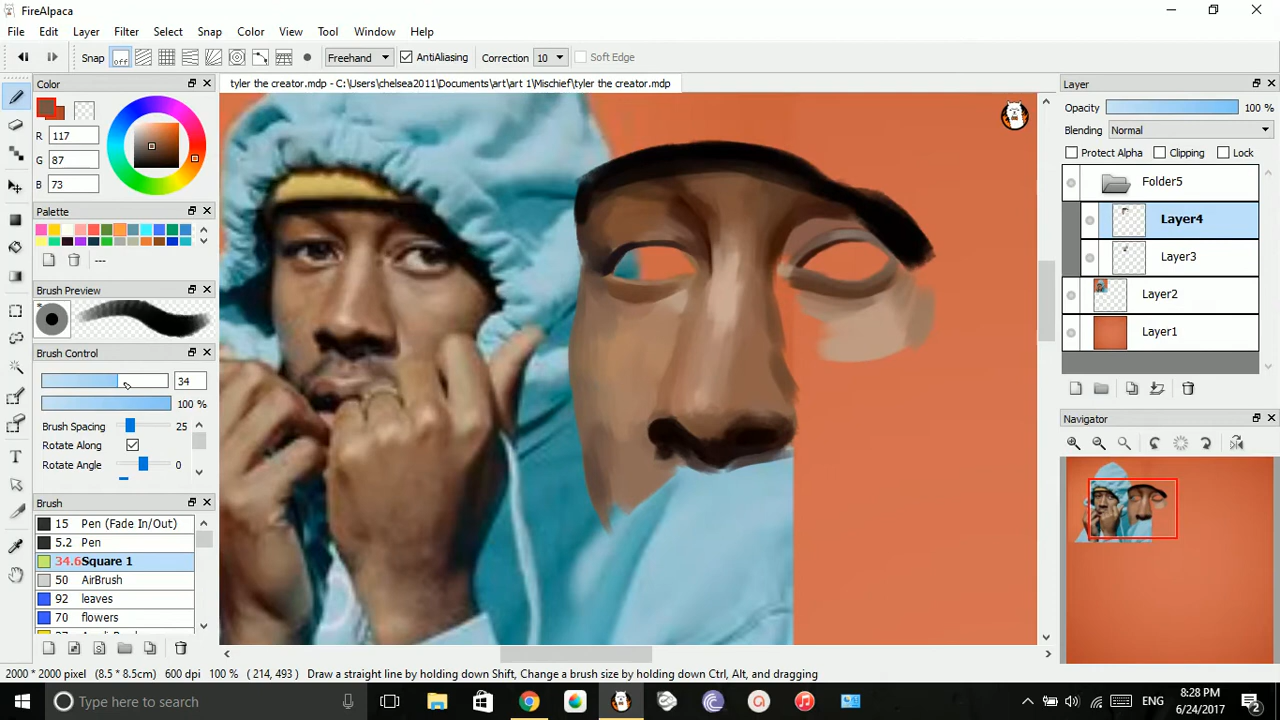 FireAlpaca
File Edit Layer Filter Select Snap Color View Tool Window Help
Snap off Freehand AntiAliasing Correction 10 Soft Edge
Color
tyler the creator.mdp - C:\Users\chelsea2011\Documents\art\art 1\Mischief\tyler the creator.mdp
Layer
Opacity 100 %
R 117
G 87
B 73
Blending Normal
Protect Alpha Clipping Lock
Folder5
Palette
Layer4
---
Layer3
Brush Preview
Layer2
Layer1
Brush Control
34
100 %
Brush Spacing 25
Rotate Along
Rotate Angle 0
Navigator
Brush
15 Pen (Fade In/Out)
5.2 Pen
34.6 Square 1
50 AirBrush
92 leaves
70 flowers
2000 * 2000 pixel (8.5 * 8.5cm) 600 dpi 100 % ( 214, 493) Draw a straight line by holding down Shift, Change a brush size by holding down Ctrl, Alt, and dragging
Type here to search
ENG
8:28 PM
6/24/2017
2